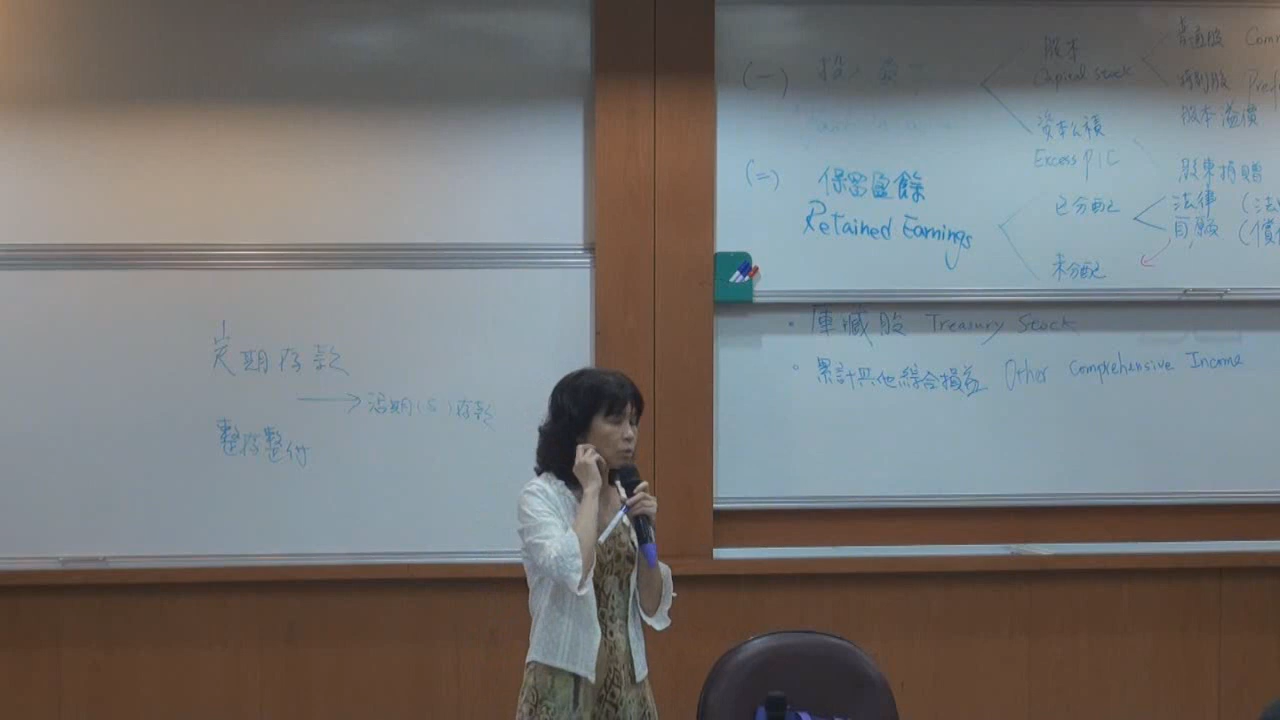 定期存款
→ 活期(S)存款
整存整付
(一)
股本
Capital stock
普通股 Com
特別股 Pref
資本公積
Excess PIC
股本溢價
股東捐贈
(二) 保留盈餘
Retained Earnings
已分配
法律
自願
未分配
• 庫藏股 Treasury Stock
• 累計其他綜合損益 Other Comprehensive Income